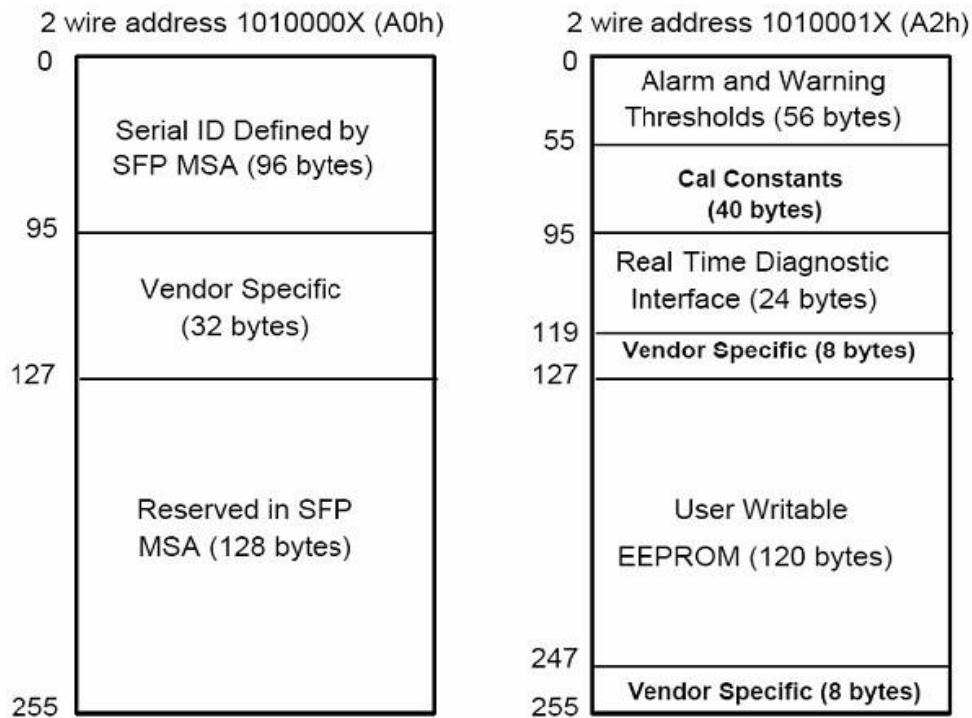 2 wire address 1010000X (A0h)
0
Serial ID Defined by
SFP MSA (96 bytes)
95
Vendor Specific
(32 bytes)
127
Reserved in SFP
MSA (128 bytes)
255
2 wire address 1010001X (A2h)
0
Alarm and Warning
Thresholds (56 bytes)
55
Cal Constants
(40 bytes)
95
Real Time Diagnostic
Interface (24 bytes)
119
Vendor Specific (8 bytes)
127
User Writable
EEPROM (120 bytes)
247
Vendor Specific (8 bytes)
255